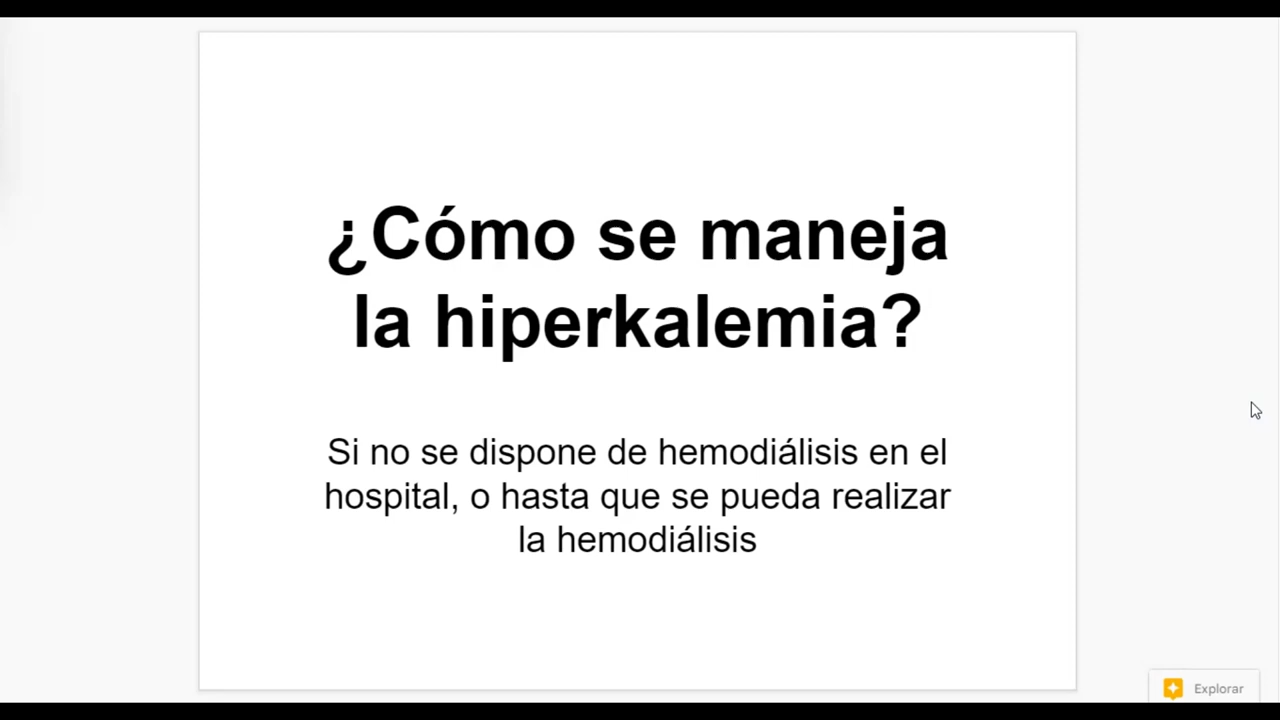 ¿Cómo se maneja
la hiperkalemia?
Si no se dispone de hemodiálisis en el
hospital, o hasta que se pueda realizar
la hemodiálisis
Explorar